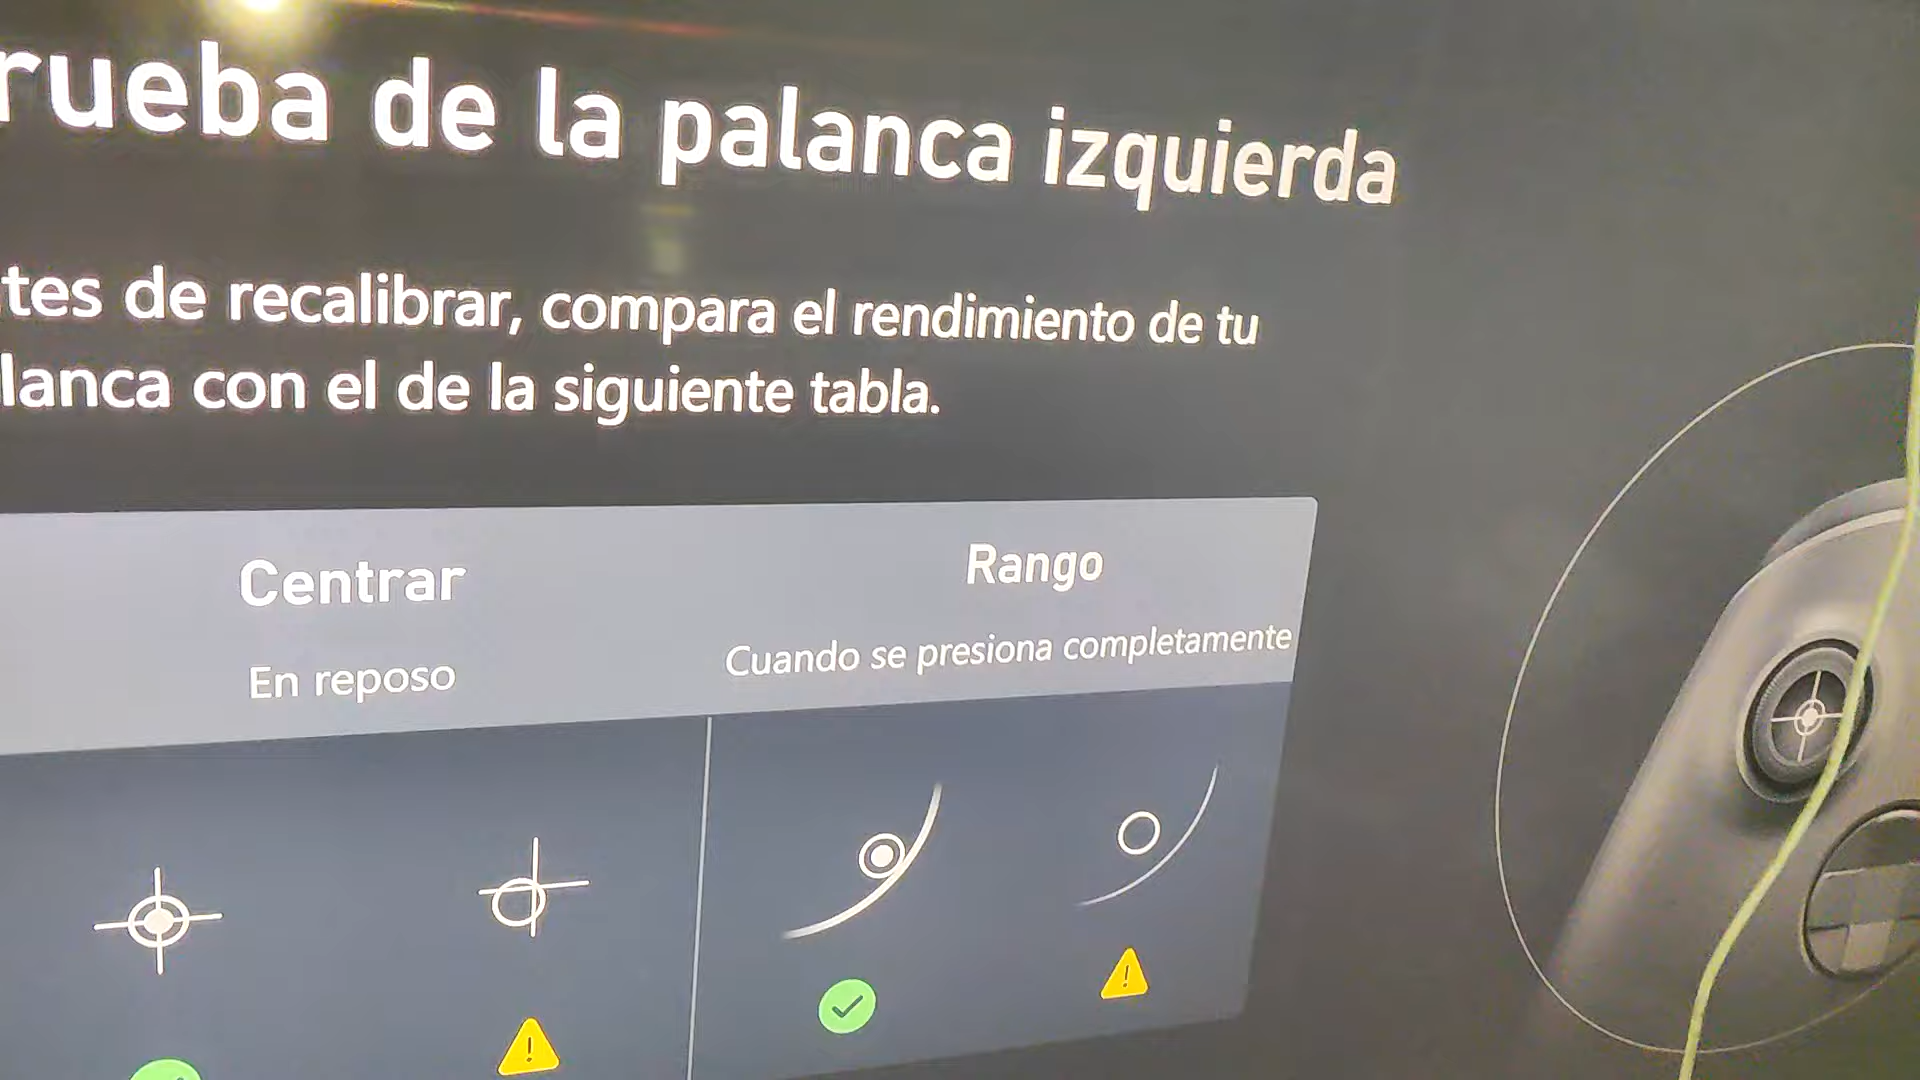 rueba de la palanca izquierda
tes de recalibrar, compara el rendimiento de tu
lanca con el de la siguiente tabla.
Centrar
En reposo
Rango
Cuando se presiona completamente